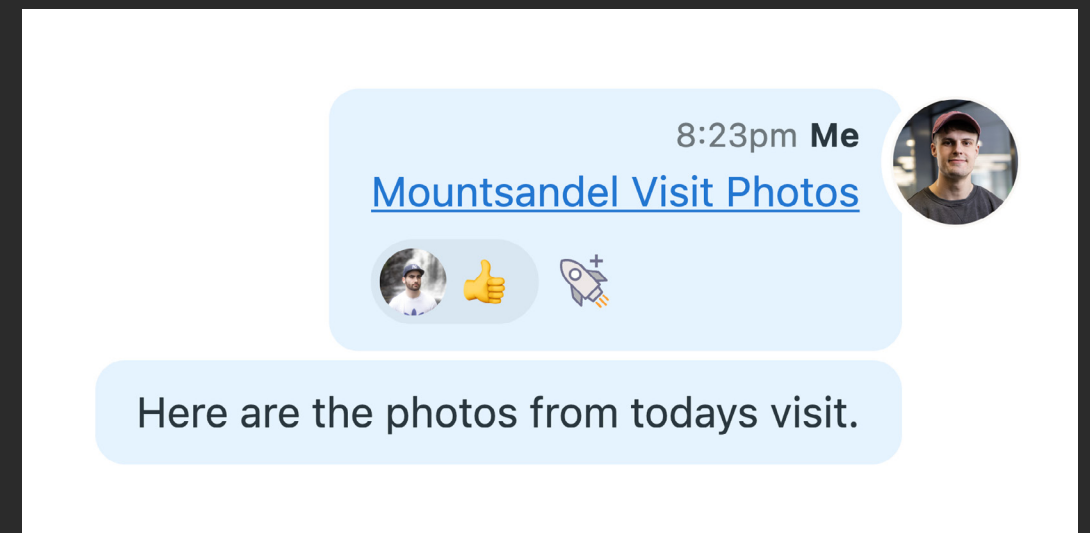 8:23pm Me
Mountsandel Visit Photos
Here are the photos from todays visit.